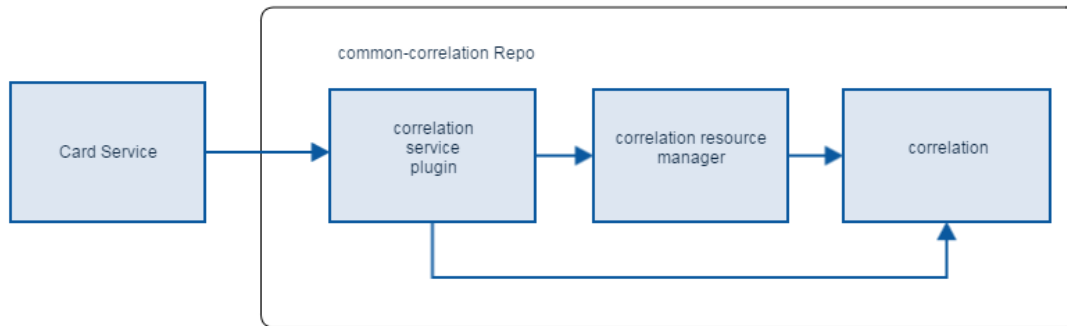 common-correlation Repo
Card Service
correlation
service
plugin
correlation resource
manager
correlation